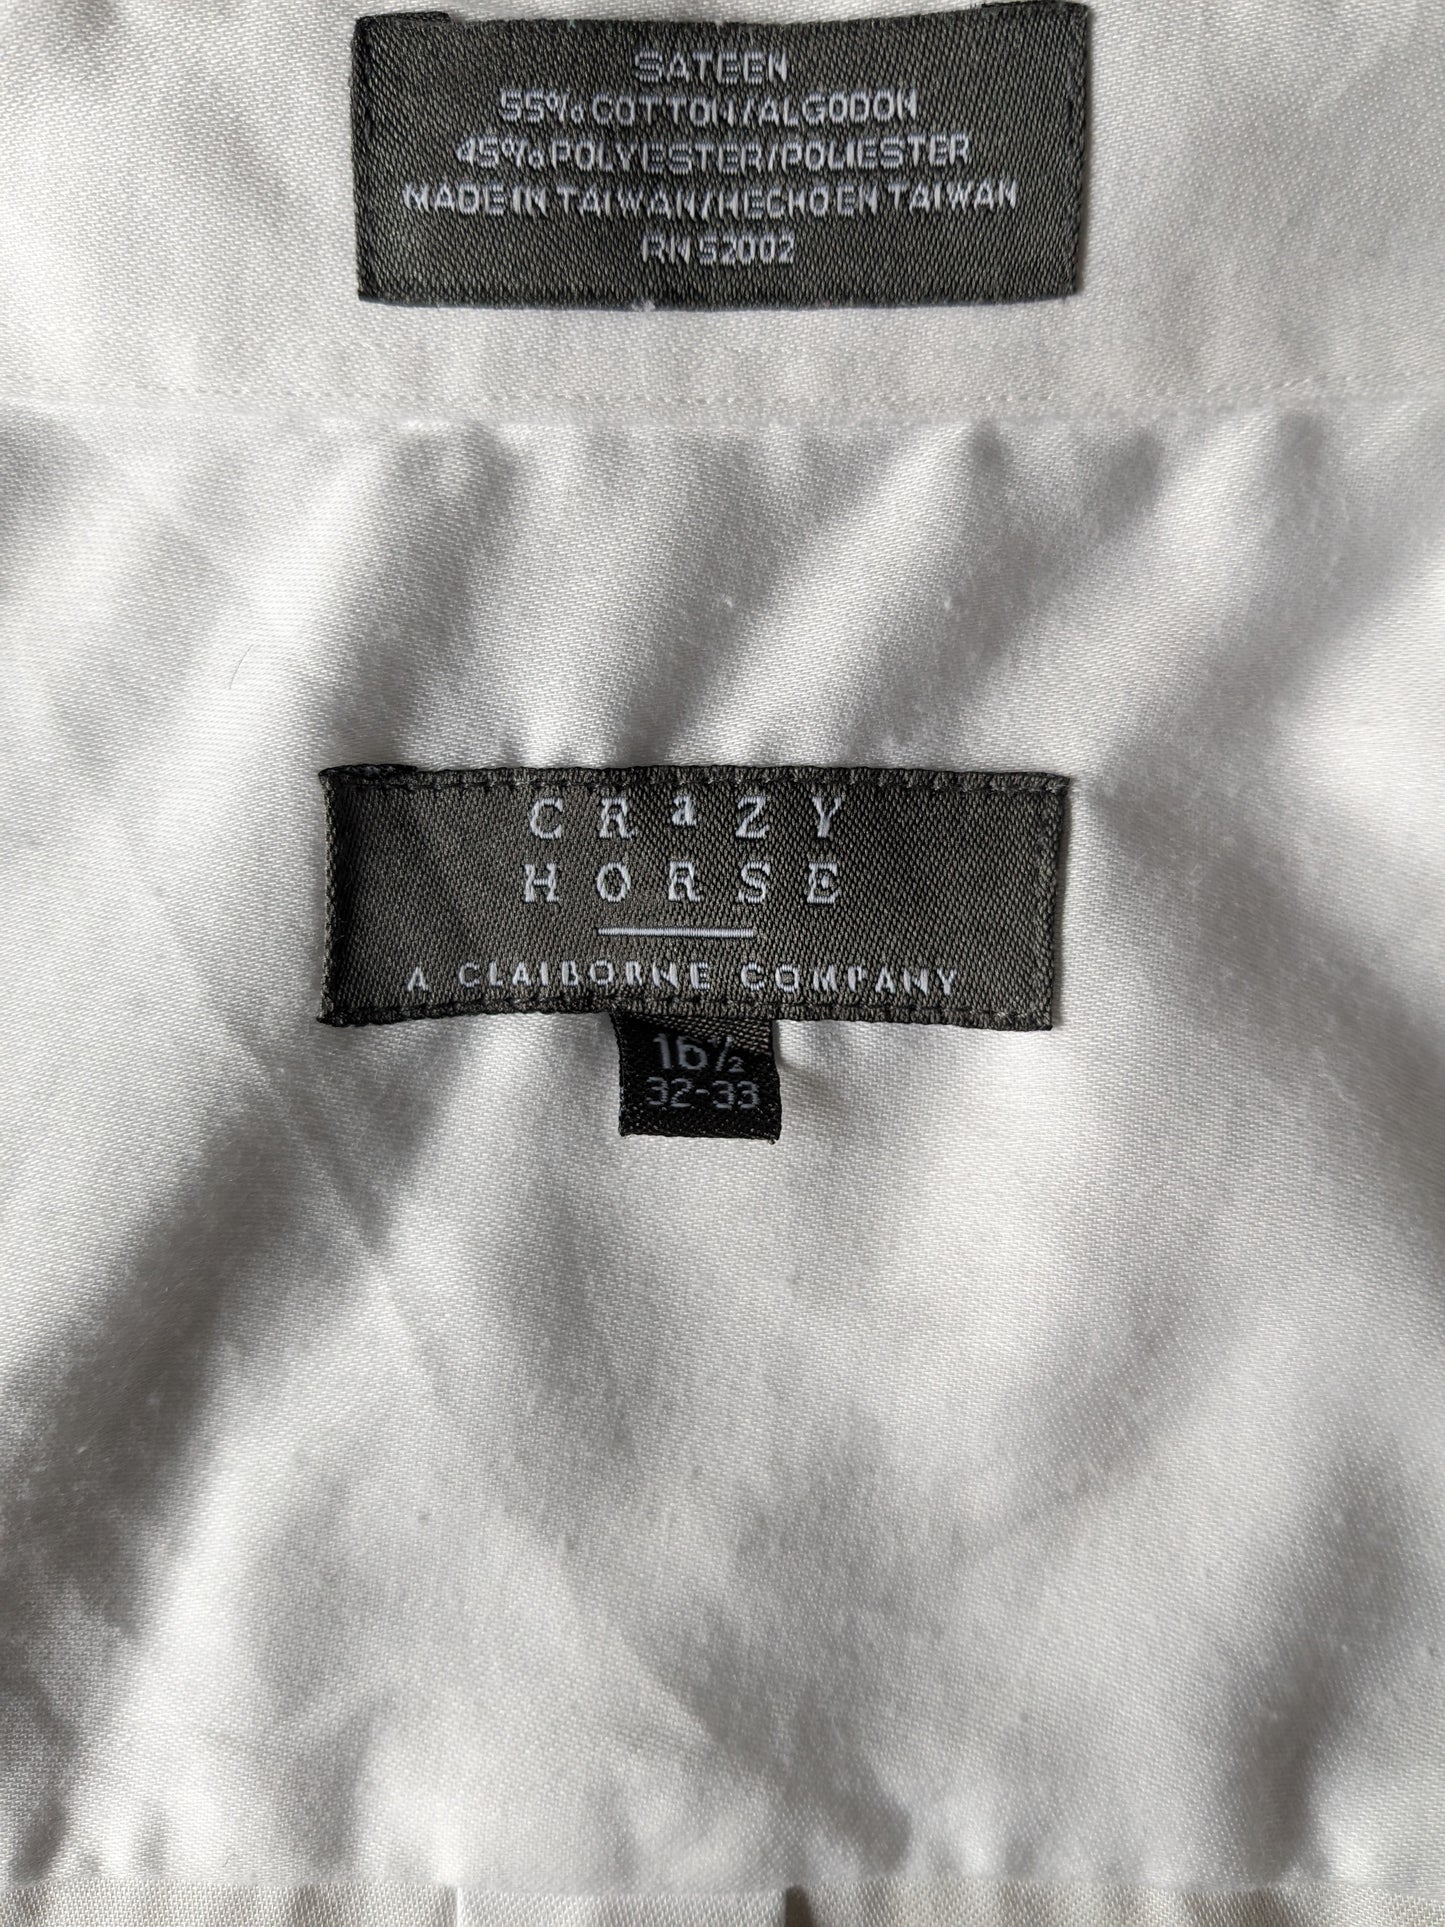 SATEEN
55% COTTON/ALGODON
45% POLYESTER/POLIESTER
MADE IN TAIWAN/HECHO EN TAIWAN
RN 52002
CRaZY
HORSE
A CLAIBORNE COMPANY
16½
32-33